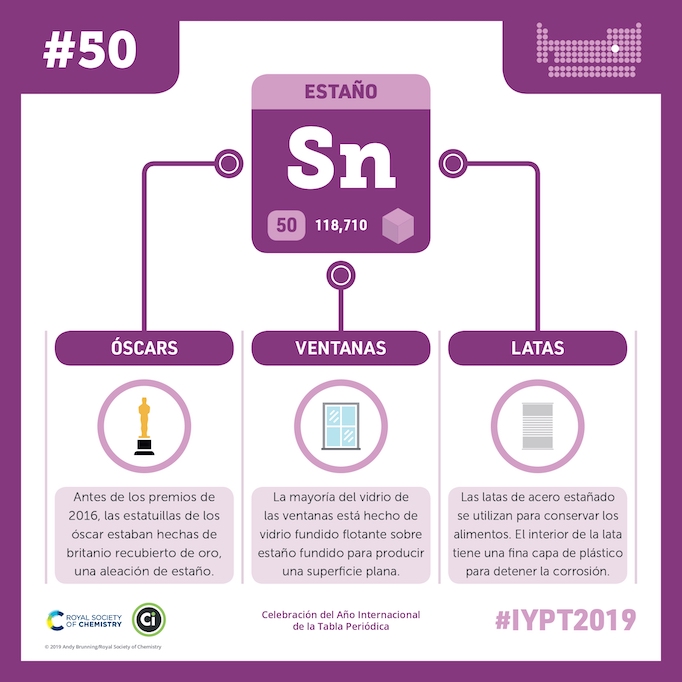 #50
ESTAÑO
Sn
50 118,710
ÓSCARS
Antes de los premios de
2016, las estatuillas de los
óscar estaban hechas de
britanio recubierto de oro,
una aleación de estaño.
VENTANAS
La mayoría del vidrio de
las ventanas está hecho de
vidrio fundido flotante sobre
estaño fundido para producir
una superficie plana.
LATAS
Las latas de acero estañado
se utilizan para conservar los
alimentos. El interior de la lata
tiene una fina capa de plástico
para detener la corrosión.
ROYAL SOCIETY
OF CHEMISTRY
Ci
© 2019 Andy Brunning/Royal Society of Chemistry
Celebración del Año Internacional
de la Tabla Periódica
#IYPT2019